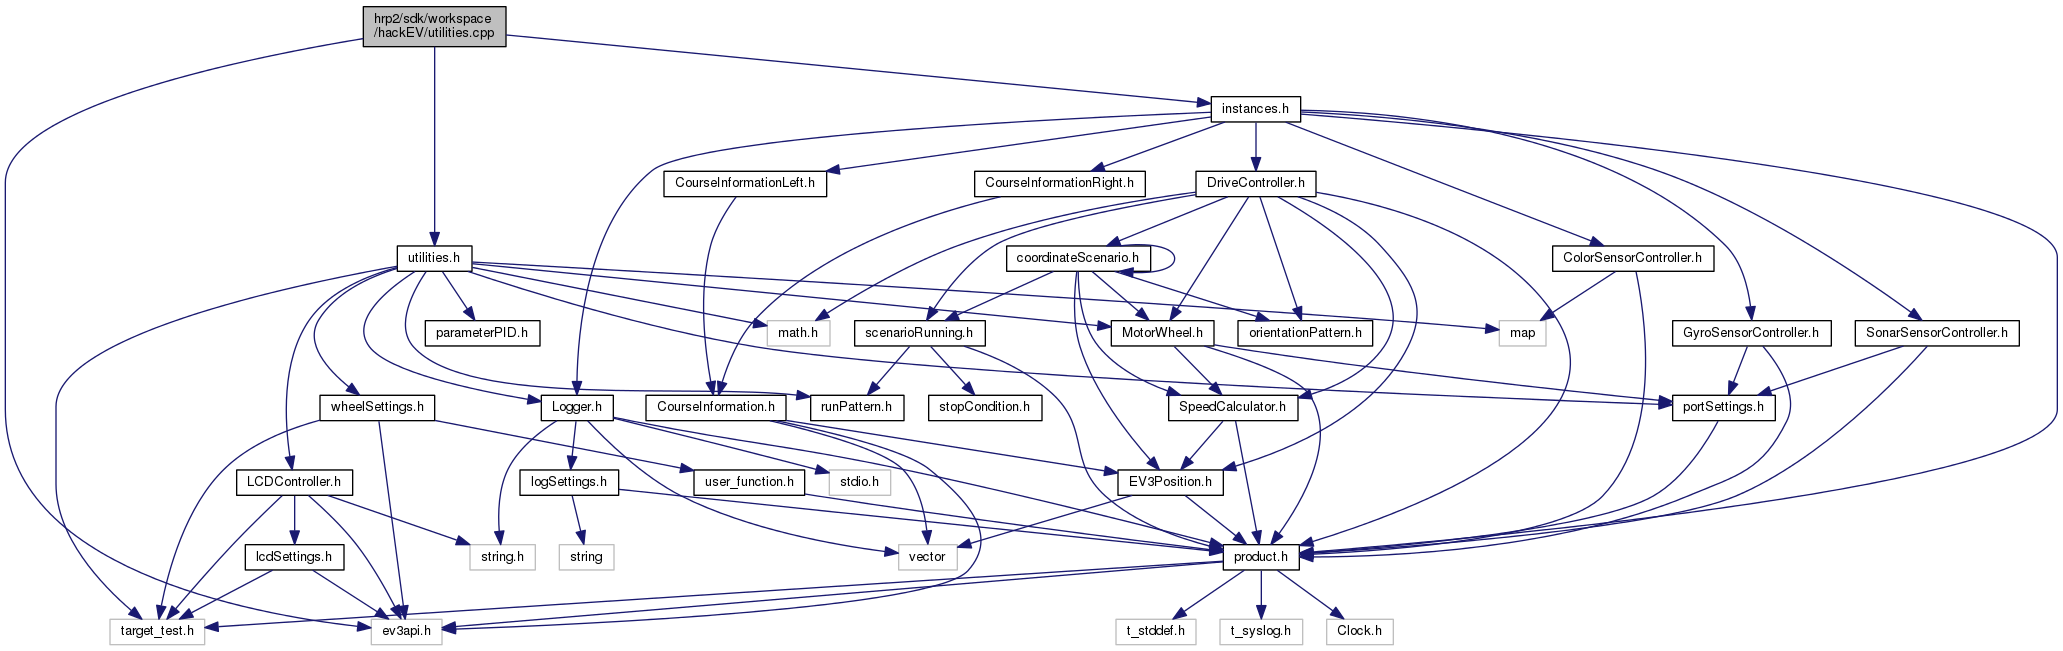 hrp2/sdk/workspace
/hackEV/utilities.cpp
instances.h
CourseInformationLeft.h
CourseInformationRight.h
DriveController.h
utilities.h
coordinateScenario.h
ColorSensorController.h
parameterPID.h
math.h
scenarioRunning.h
MotorWheel.h
orientationPattern.h
map
GyroSensorController.h
SonarSensorController.h
wheelSettings.h
Logger.h
CourseInformation.h
runPattern.h
stopCondition.h
SpeedCalculator.h
portSettings.h
LCDController.h
logSettings.h
user_function.h
stdio.h
EV3Position.h
lcdSettings.h
string.h
string
vector
product.h
target_test.h
ev3api.h
t_stddef.h
t_syslog.h
Clock.h